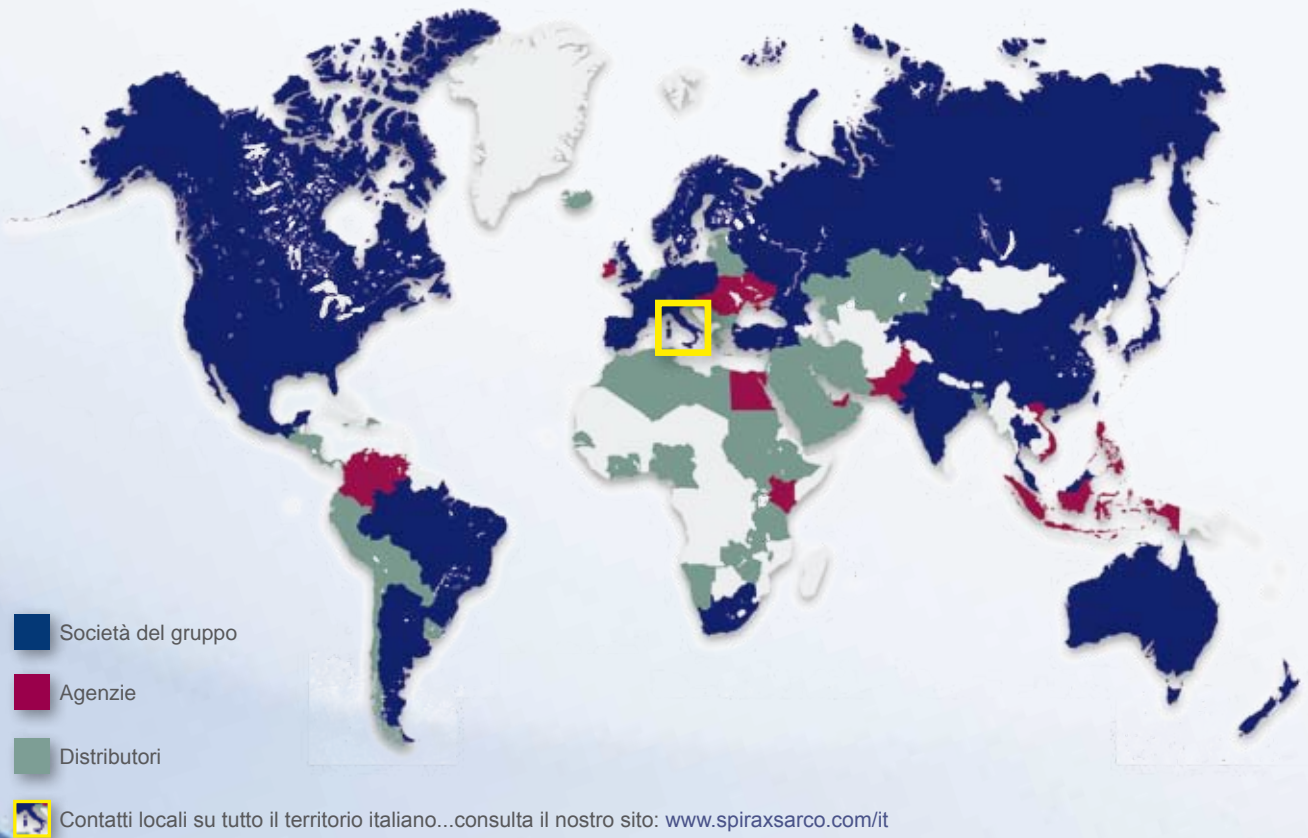 Società del gruppo
Agenzie
Distributori
Contatti locali su tutto il territorio italiano...consulta il nostro sito: www.spiraxsarco.com/it